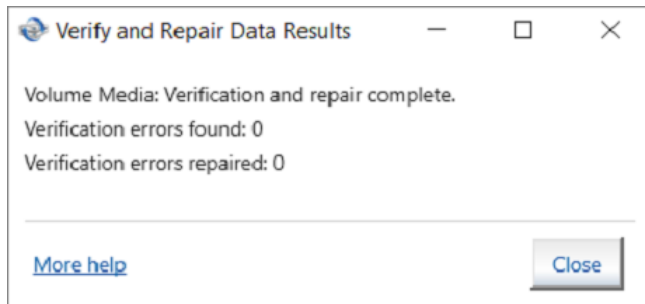 Verify and Repair Data Results
Volume Media: Verification and repair complete.
Verification errors found: 0
Verification errors repaired: 0
More help
Close